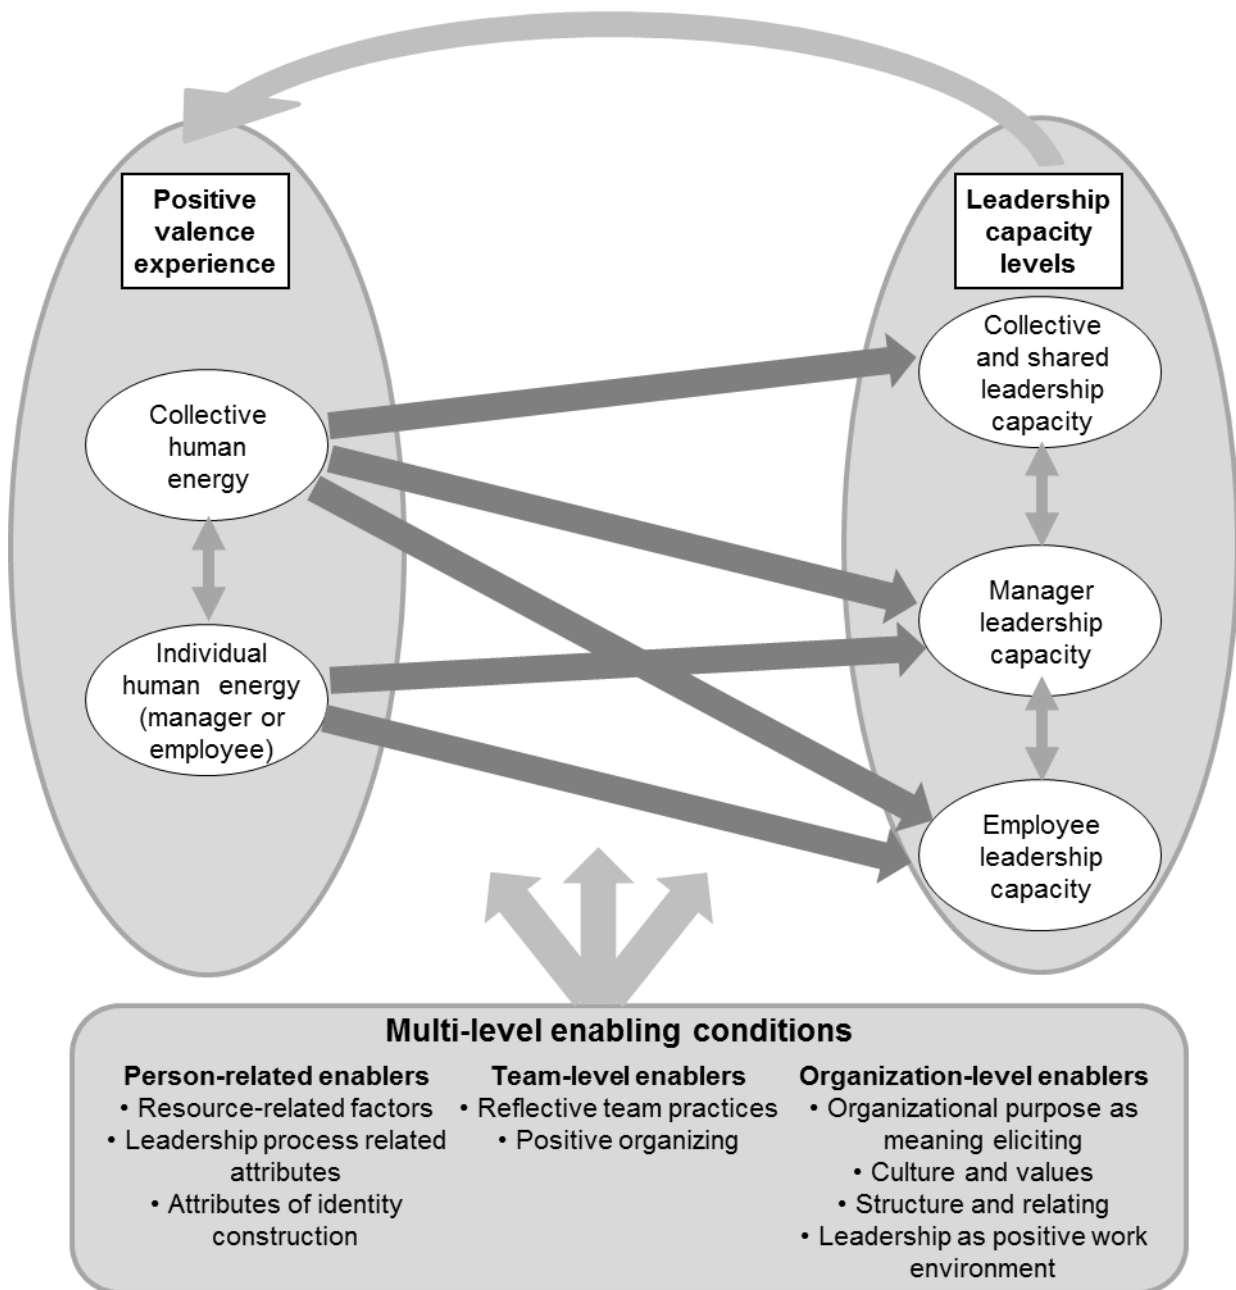 Positive
valence
experience
Collective
human
energy
Individual
human energy
(manager or
employee)
Leadership
capacity
levels
Collective
and shared
leadership
capacity
Manager
leadership
capacity
Employee
leadership
capacity
Multi-level enabling conditions
Person-related enablers
• Resource-related factors
• Leadership process related
attributes
• Attributes of identity
construction
Team-level enablers
• Reflective team practices
• Positive organizing
Organization-level enablers
• Organizational purpose as
meaning eliciting
• Culture and values
• Structure and relating
• Leadership as positive work
environment